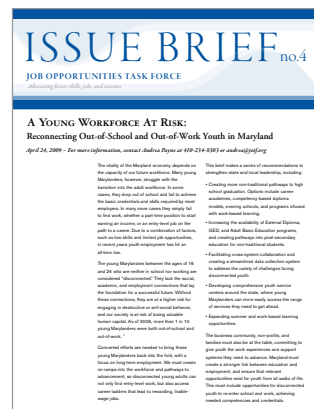 ISSUE BRIEF no.4
JOB OPPORTUNITIES TASK FORCE
Advocating better skills, jobs, and incomes
A YOUNG WORKFORCE AT RISK:
Reconnecting Out-of-School and Out-of-Work Youth in Maryland
April 24, 2009 – For more information, contact Andrea Payne at 410-234-8303 or andrea@jotf.org
The vitality of the Maryland economy depends on
the capacity of our future workforce. Many young
Marylanders, however, struggle with the
transition into the adult workforce. In some
cases, they drop out of school and fail to achieve
the basic credentials and skills required by most
employers. In many more cases they simply fail
to find work, whether a part-time position to start
earning an income, or an entry-level job on the
path to a career. Due to a combination of factors,
such as low skills and limited job opportunities,
in recent years youth employment has hit an
all-time low.
The young Marylanders between the ages of 16
and 24 who are neither in school nor working are
considered "disconnected" They lack the social,
academic, and employment connections that lay
the foundation for a successful future. Without
these connections, they are at a higher risk for
engaging in destructive or anti-social behavior,
and our society is at risk of losing valuable
human capital. As of 2006, more than 1 in 10
young Marylanders were both out-of-school and
out-of-work.
Concerted efforts are needed to bring these
young Marylanders back into the fold, with a
focus on long-term employment. We must create
on-ramps into the workforce and pathways to
advancement, so disconnected young adults can
not only find entry-level work, but also access
career ladders that lead to rewarding, livable-
wage jobs.
This brief makes a series of recommendations to
strengthen state and local leadership, including:
• Creating more non-traditional pathways to high
school graduation. Options include career
academies, competency-based diploma
models, evening schools, and programs infused
with work-based learning.
• Increasing the availability of External Diploma,
GED, and Adult Basic Education programs,
and creating pathways into post-secondary
education for non-traditional students.
• Facilitating cross-system collaboration and
creating a streamlined data collection system
to address the variety of challenges facing
disconnected youth.
• Developing comprehensive youth service
centers around the state, where young
Marylanders can more easily access the range
of services they need to get ahead.
• Expanding summer and work-based learning
opportunities.
The business community, non-profits, and
families must also be at the table, committing to
give youth the work experiences and support
systems they need to advance. Maryland must
create a stronger link between education and
employment, and ensure that relevant
opportunities exist for youth from all walks of life.
This must include opportunities for disconnected
youth to re-enter school and work, achieving
needed competencies and credentials.